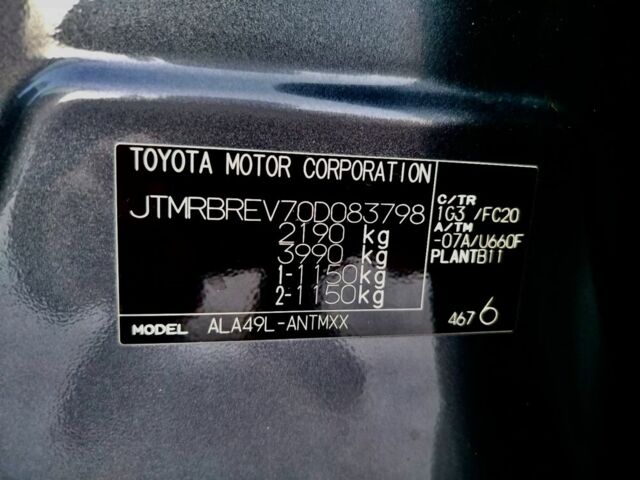 TOYOTA MOTOR CORPORATION
JTMRBREV70D083798
2190 kg
3990 kg
1-1150kg
2-1150kg
C/TR
1G3 /FC20
A/TM
-07A/U660F
PLANTB11
MODEL ALA49L-ANTMXX
467 6